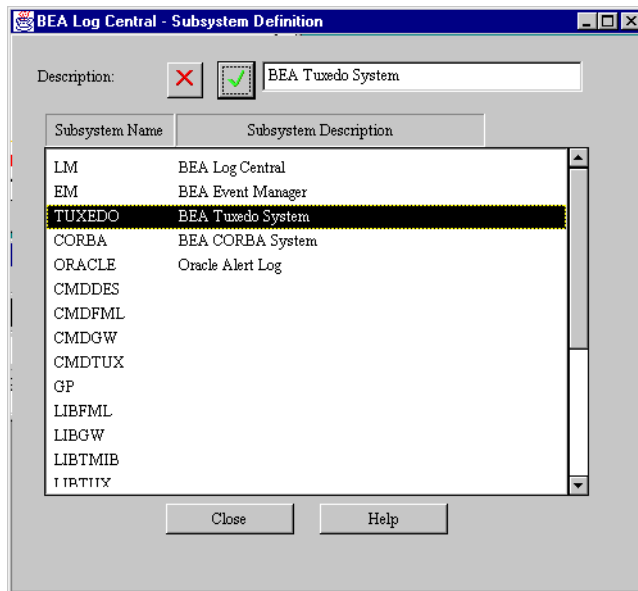 BEA Log Central - Subsystem Definition
Description: BEA Tuxedo System
Subsystem Name Subsystem Description
LM BEA Log Central
EM BEA Event Manager
TUXEDO BEA Tuxedo System
CORBA BEA CORBA System
ORACLE Oracle Alert Log
CMDDES
CMDFML
CMDGW
CMDTUX
GP
LIBFML
LIBGW
LIBTMIB
LIBTUX
Close Help